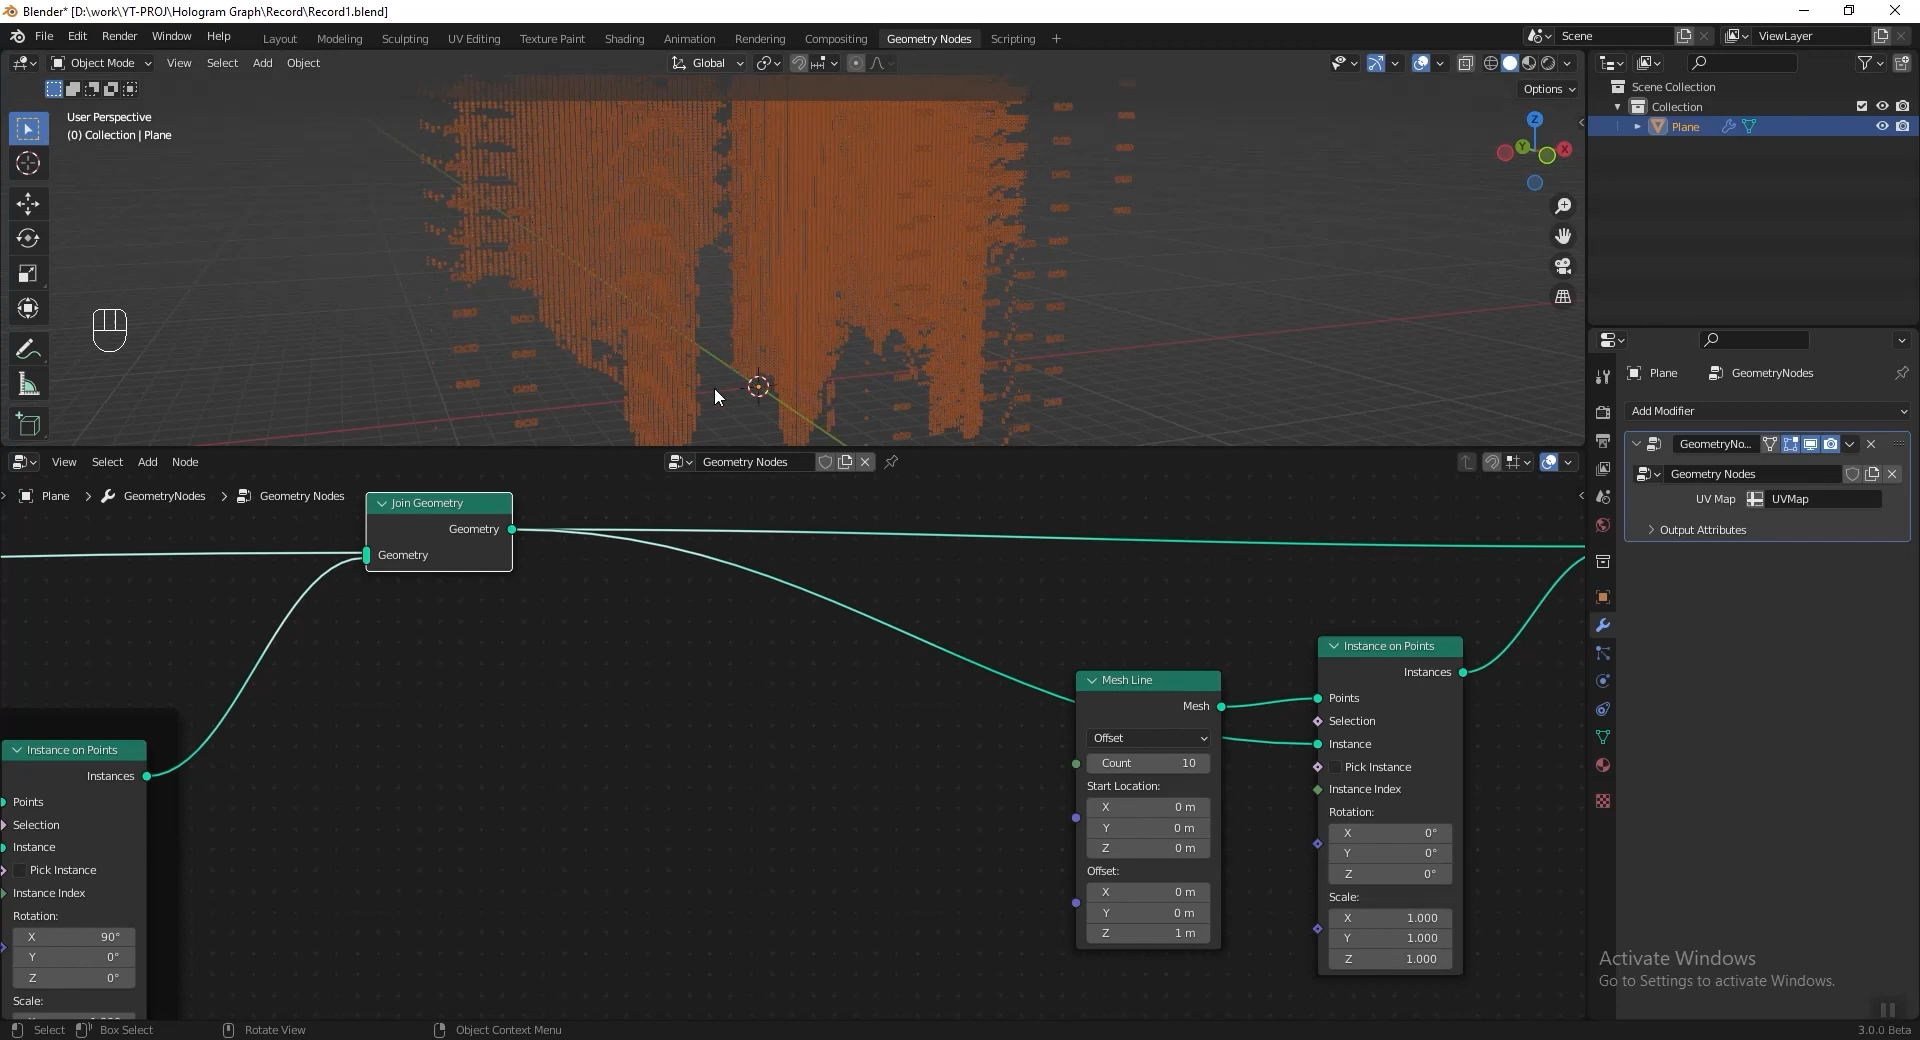 Blender* [D:\work\YT-PROJ\Hologram Graph\Record\Record1.blend]
File Edit Render Window Help Layout Modeling Sculpting UV Editing Texture Paint Shading Animation Rendering Compositing Geometry Nodes Scripting + Scene ViewLayer
Object Mode View Select Add Object Global
Options
User Perspective
(0) Collection | Plane
Z
Y
X
Scene Collection
Collection
Plane
Plane GeometryNodes
Add Modifier
GeometryNo...
Geometry Nodes
UV Map UVMap
Output Attributes
View Select Add Node Geometry Nodes
Plane GeometryNodes Geometry Nodes
Join Geometry
Geometry
Geometry
Instance on Points
Instances
Points
Selection
Instance
Pick Instance
Instance Index
Rotation:
X 90°
Y 0°
Z 0°
Scale:
Mesh Line
Mesh
Offset
Count 10
Start Location:
X 0 m
Y 0 m
Z 0 m
Offset:
X 0 m
Y 0 m
Z 1 m
Instance on Points
Instances
Points
Selection
Instance
Pick Instance
Instance Index
Rotation:
X 0°
Y 0°
Z 0°
Scale:
X 1.000
Y 1.000
Z 1.000
Activate Windows
Go to Settings to activate Windows.
Select Box Select Rotate View Object Context Menu 3.0.0 Beta